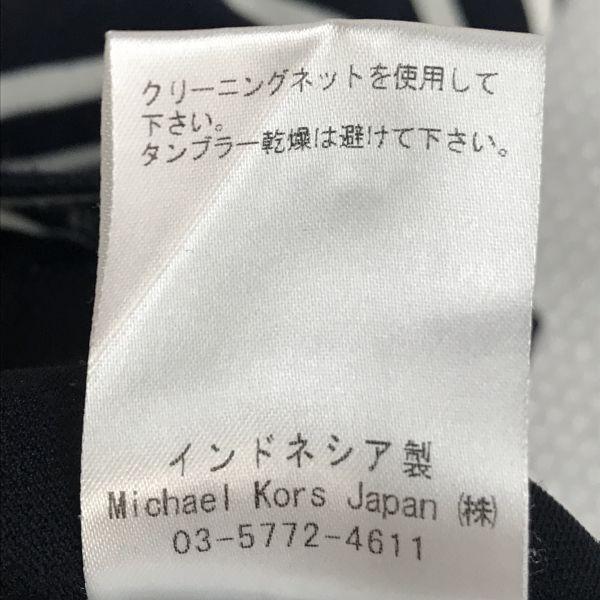 クリーニングネットを使用して
下さい。
タンブラー乾燥は避けて下さい。
インドネシア製
Michael Kors Japan ㈱
03-5772-4611